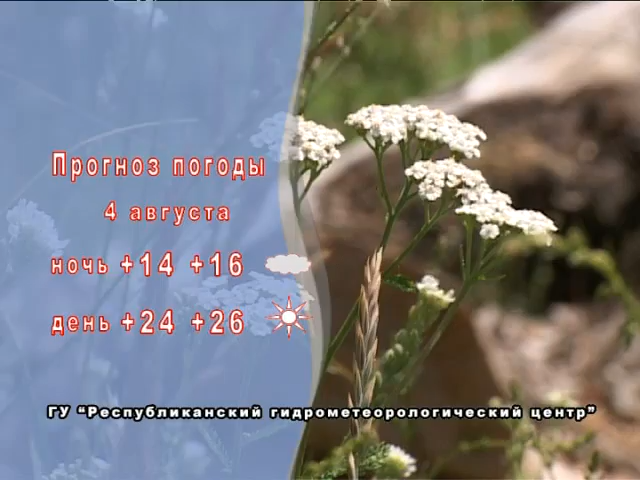 Прогноз погоды
4 августа
ночь +14 +16
день +24 +26
ГУ “Республиканский гидрометеорологический центр”